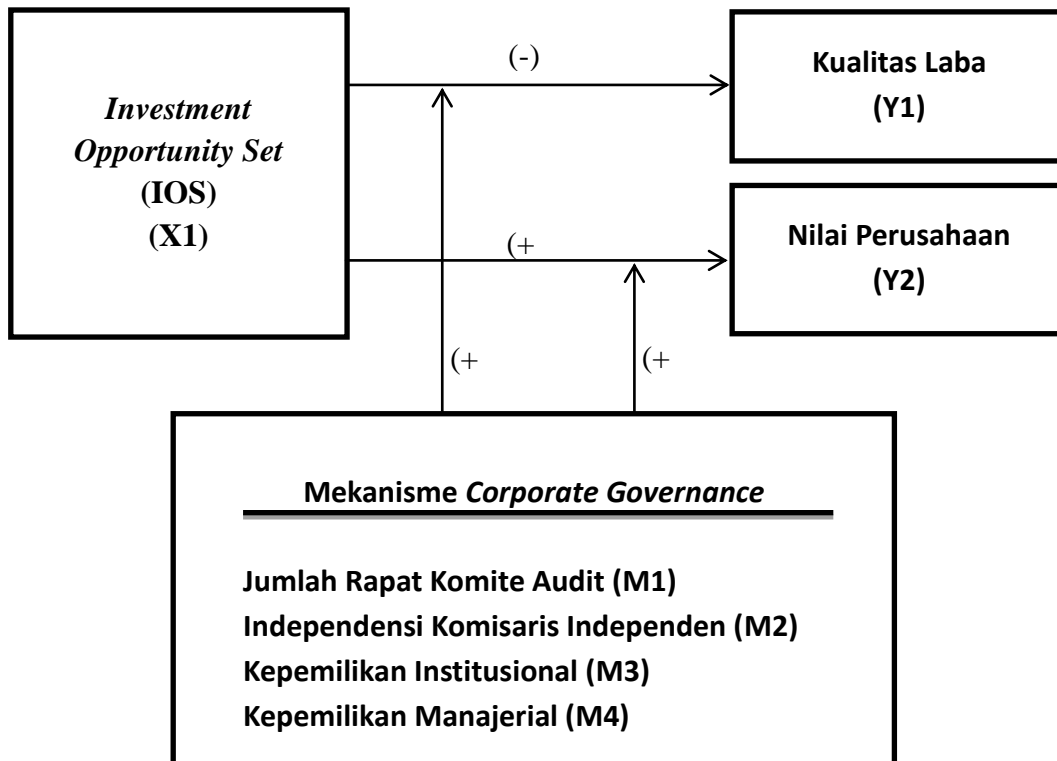 Investment
Opportunity Set
(IOS)
(X1)
(-)
Kualitas Laba
(Y1)
(+
Nilai Perusahaan
(Y2)
(+
(+
Mekanisme Corporate Governance
Jumlah Rapat Komite Audit (M1)
Independensi Komisaris Independen (M2)
Kepemilikan Institusional (M3)
Kepemilikan Manajerial (M4)